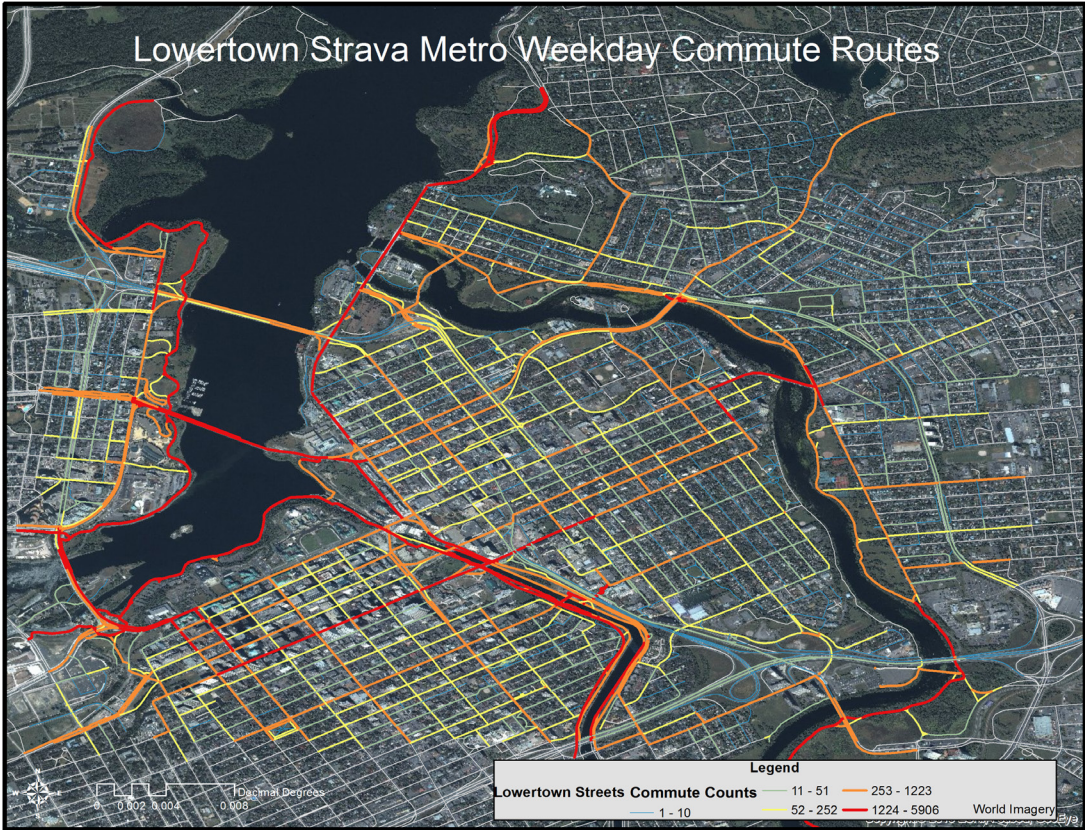 Lowertown Strava Metro Weekday Commute Routes
N
W E
S
0 0.002 0.004 0.008
Decimal Degrees
Legend
Lowertown Streets Commute Counts
1 - 10
11 - 51
52 - 252
253 - 1223
1224 - 5906
World Imagery